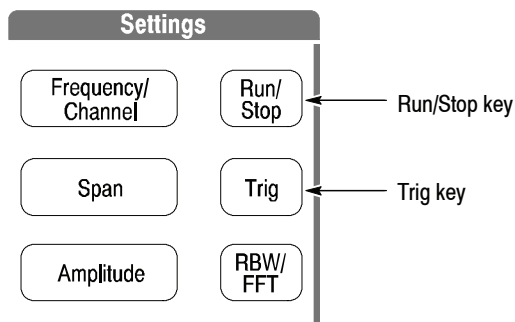 Settings
Frequency/
Channel
Run/
Stop
Run/Stop key
Span
Trig
Trig key
Amplitude
RBW/
FFT